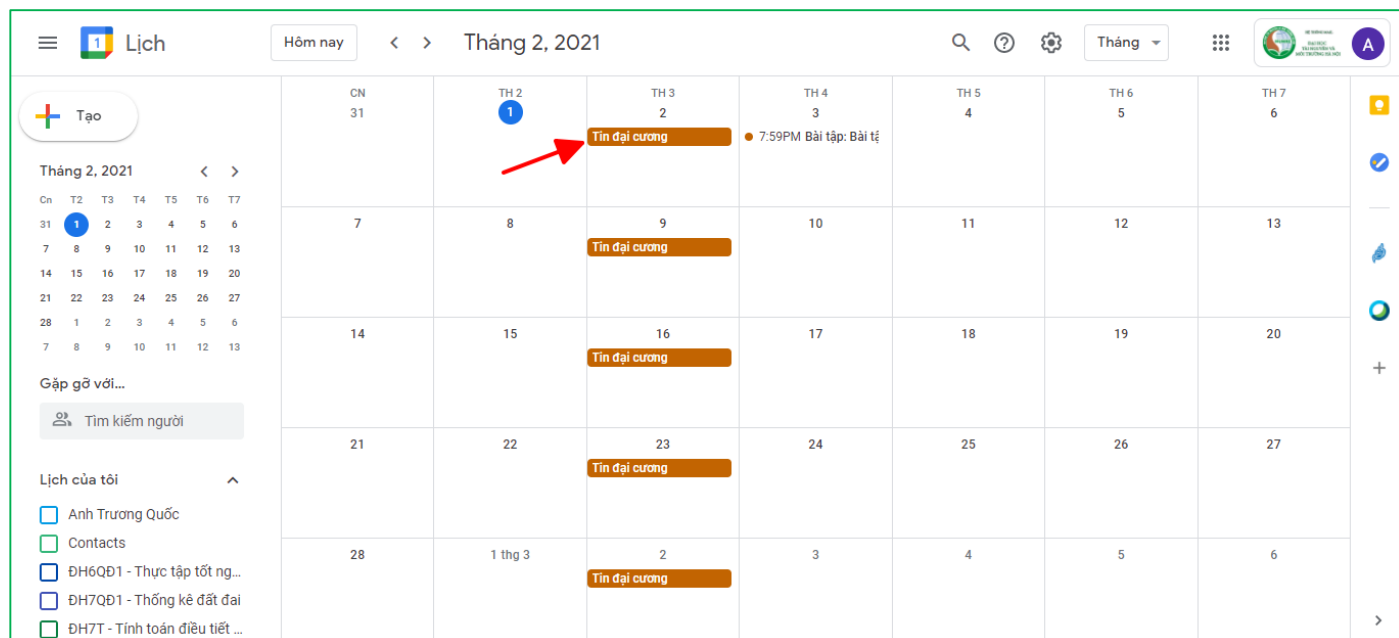 1 Lịch
Hôm nay
Tháng 2, 2021
Tháng
A
Tạo
Tháng 2, 2021
Cn T2 T3 T4 T5 T6 T7
31 1 2 3 4 5 6
7 8 9 10 11 12 13
14 15 16 17 18 19 20
21 22 23 24 25 26 27
28 1 2 3 4 5 6
7 8 9 10 11 12 13
Gặp gỡ với...
Tìm kiếm người
Lịch của tôi
Anh Trương Quốc
Contacts
ĐH6QĐ1 - Thực tập tốt ng...
ĐH7QĐ1 - Thống kê đất đai
ĐH7T - Tính toán điều tiết ...
CN TH 2 TH 3 TH 4 TH 5 TH 6 TH 7
31 1 2 3 4 5 6
Tin đại cương 7:59PM Bài tập: Bài tậ
7 8 9 10 11 12 13
Tin đại cương
14 15 16 17 18 19 20
Tin đại cương
21 22 23 24 25 26 27
Tin đại cương
28 1 thg 3 2 3 4 5 6
Tin đại cương